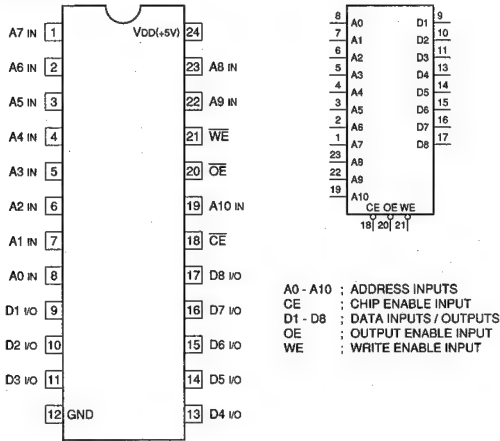 A7 IN 1 VDD(+5V) 24
A6 IN 2 23 A8 IN
A5 IN 3 22 A9 IN
A4 IN 4 21 WE
A3 IN 5 20 OE
A2 IN 6 19 A10 IN
A1 IN 7 18 CE
A0 IN 8 17 D8 I/O
D1 I/O 9 16 D7 I/O
D2 I/O 10 15 D6 I/O
D3 I/O 11 14 D5 I/O
12 GND 13 D4 I/O
8 A0 D1 9
7 A1 D2 10
6 A2 D3 11
5 A3 D4 13
4 A4 D5 14
3 A5 D6 15
2 A6 D7 16
1 A7 D8 17
23 A8
22 A9
19 A10
CE OE WE
18 20 21
A0 - A10 ; ADDRESS INPUTS
CE ; CHIP ENABLE INPUT
D1 - D8 ; DATA INPUTS / OUTPUTS
OE ; OUTPUT ENABLE INPUT
WE ; WRITE ENABLE INPUT